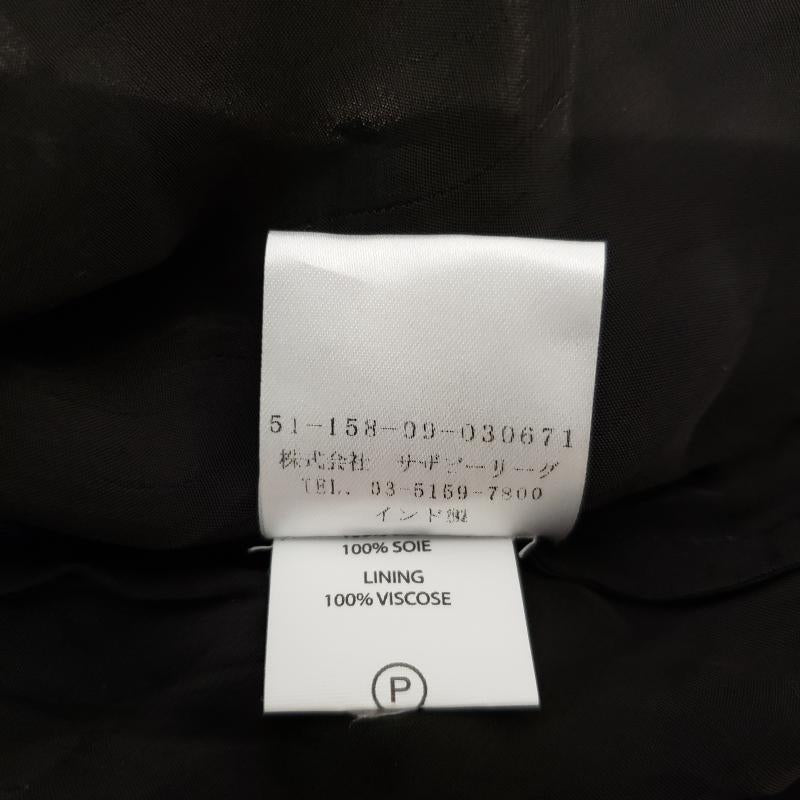 51-158-09-030671
株式会社 サザビーリーグ
TEL. 03-5159-7800
インド製
100% SOIE
LINING
100% VISCOSE
P